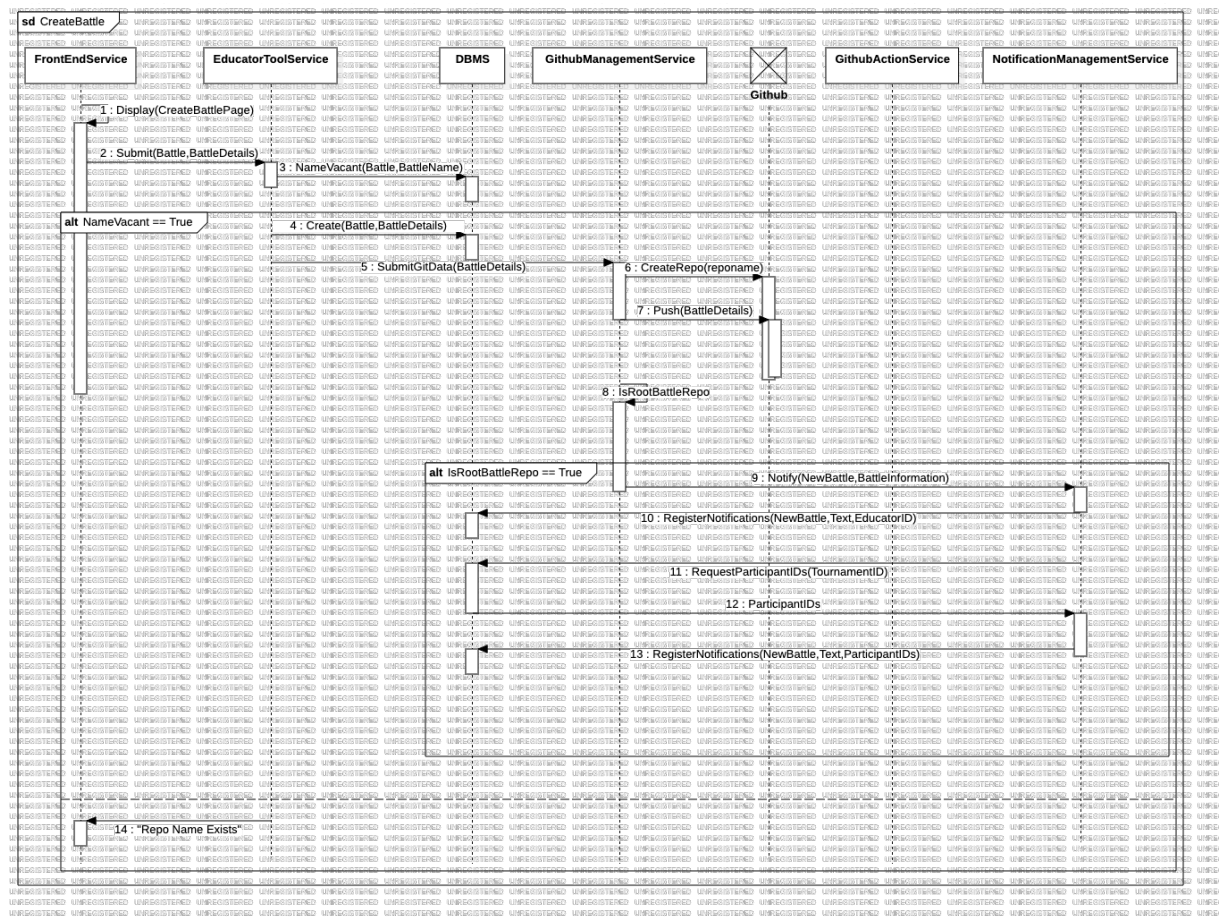 sd CreateBattle
FrontEndService
EducatorToolService
DBMS
GithubManagementService
Github
GithubActionService
NotificationManagementService
1 : Display(CreateBattlePage)
2 : Submit(Battle,BattleDetails)
3 : NameVacant(Battle,BattleName)
alt NameVacant == True
4 : Create(Battle,BattleDetails)
5 : SubmitGitData(BattleDetails)
6 : CreateRepo(reponame)
7 : Push(BattleDetails)
8 : IsRootBattleRepo
alt IsRootBattleRepo == True
9 : Notify(NewBattle,BattleInformation)
10 : RegisterNotifications(NewBattle,Text,EducatorID)
11 : RequestParticipantIDs(TournamentID)
12 : ParticipantIDs
13 : RegisterNotifications(NewBattle,Text,ParticipantIDs)
14 : "Repo Name Exists"
UNREGISTERED